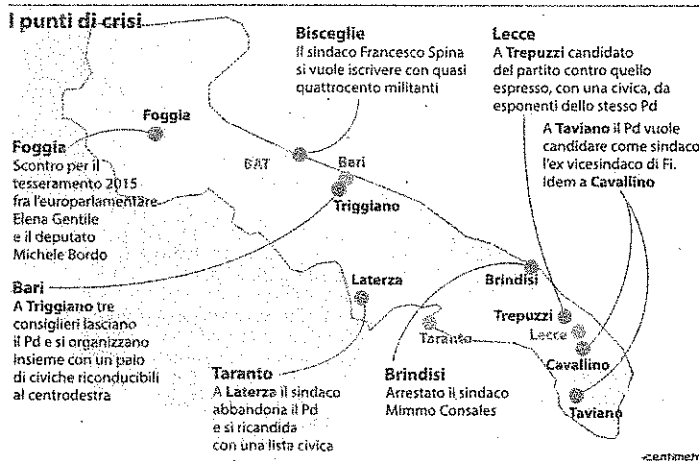 I punti di crisi
Bisceglie
Il sindaco Francesco Spina
si vuole iscrivere con quasi
quattrocento militanti
Lecce
A Trepuzzi candidato
del partito contro quello
espresso, con una civica, da
esponenti dello stesso Pd
A Taviano il Pd vuole
candidare come sindaco
l'ex vicesindaco di Fi.
Idem a Cavallino
Foggia
Foggia
Scontro per il
tesseramento 2015
fra l'europarlamentare
Elena Gentile
e il deputato
Michele Bordo
BAT
Bari
Triggiano
Bari
A Triggiano tre
consiglieri lasciano
il Pd e si organizzano
insieme con un paio
di civiche riconducibili
al centrodestra
Laterza
Taranto
Brindisi
Trepuzzi
Lecce
Cavallino
Taviano
Taranto
A Laterza il sindaco
abbandona il Pd
e si ricandida
con una lista civica
Brindisi
Arrestato il sindaco
Mimmo Consales
centimetri